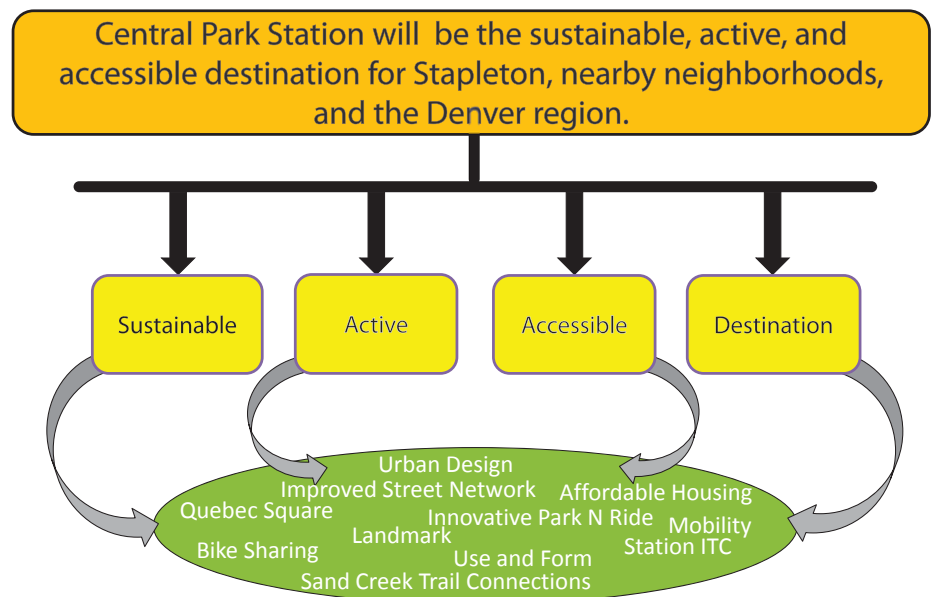 Central Park Station will be the sustainable, active, and
accessible destination for Stapleton, nearby neighborhoods,
and the Denver region.
Sustainable
Active
Accessible
Destination
Urban Design
Improved Street Network
Affordable Housing
Quebec Square
Innovative Park N Ride
Mobility
Landmark
Station ITC
Bike Sharing
Use and Form
Sand Creek Trail Connections